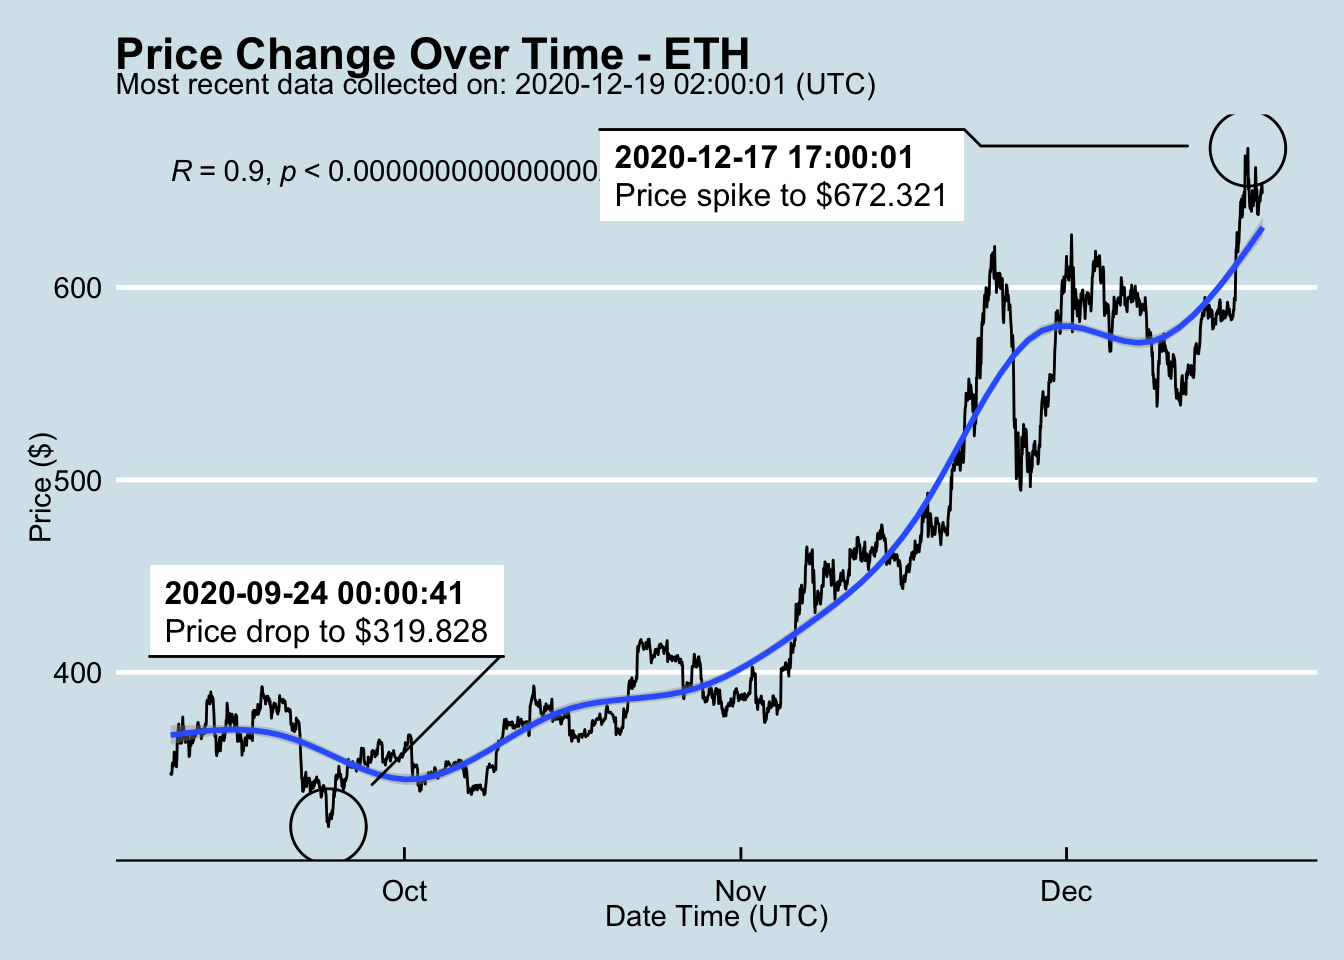 Price Change Over Time - ETH
Most recent data collected on: 2020-12-19 02:00:01 (UTC)
R = 0.9, p < 0.000000000000000
2020-12-17 17:00:01
Price spike to $672.321
600
500
400
Price ($)
2020-09-24 00:00:41
Price drop to $319.828
Oct
Nov
Dec
Date Time (UTC)